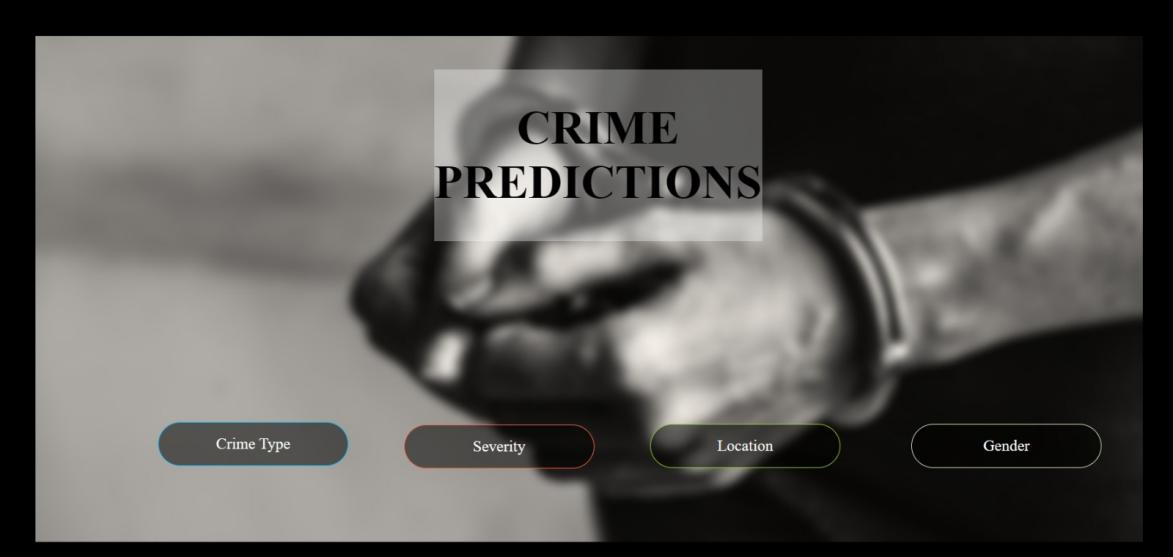 CRIME
PREDICTIONS
Crime Type
Severity
Location
Gender